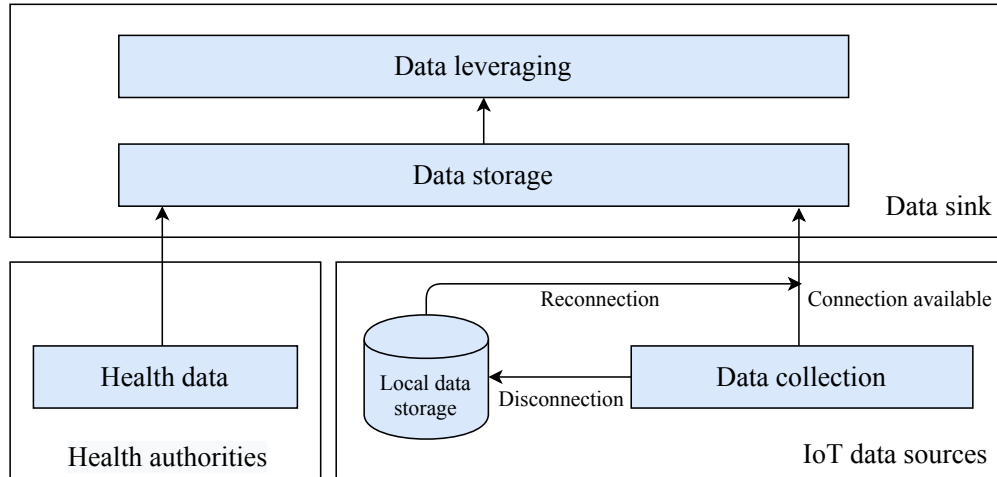 Data leveraging
Data storage
Data sink
Reconnection
Connection available
Health data
Local data
storage
Disconnection
Data collection
Health authorities
IoT data sources